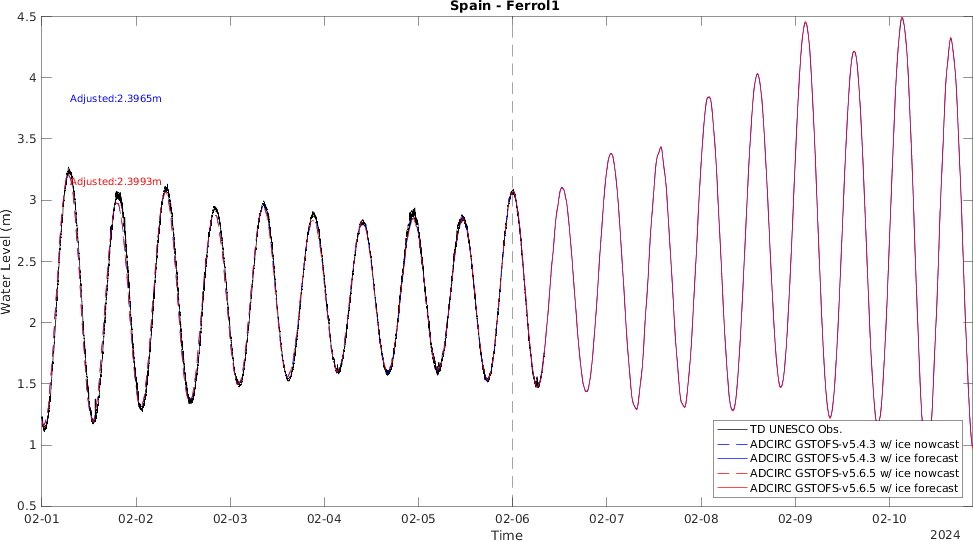 Spain - Ferrol1
4.5
4
3.5
3
2.5
2
1.5
1
0.5
Water Level (m)
Adjusted:2.3965m
Adjusted:2.3993m
TD UNESCO Obs.
ADCIRC GSTOFS-v5.4.3 w/ ice nowcast
ADCIRC GSTOFS-v5.4.3 w/ ice forecast
ADCIRC GSTOFS-v5.6.5 w/ ice nowcast
ADCIRC GSTOFS-v5.6.5 w/ ice forecast
02-01 02-02 02-03 02-04 02-05 02-06 02-07 02-08 02-09 02-10
Time
2024